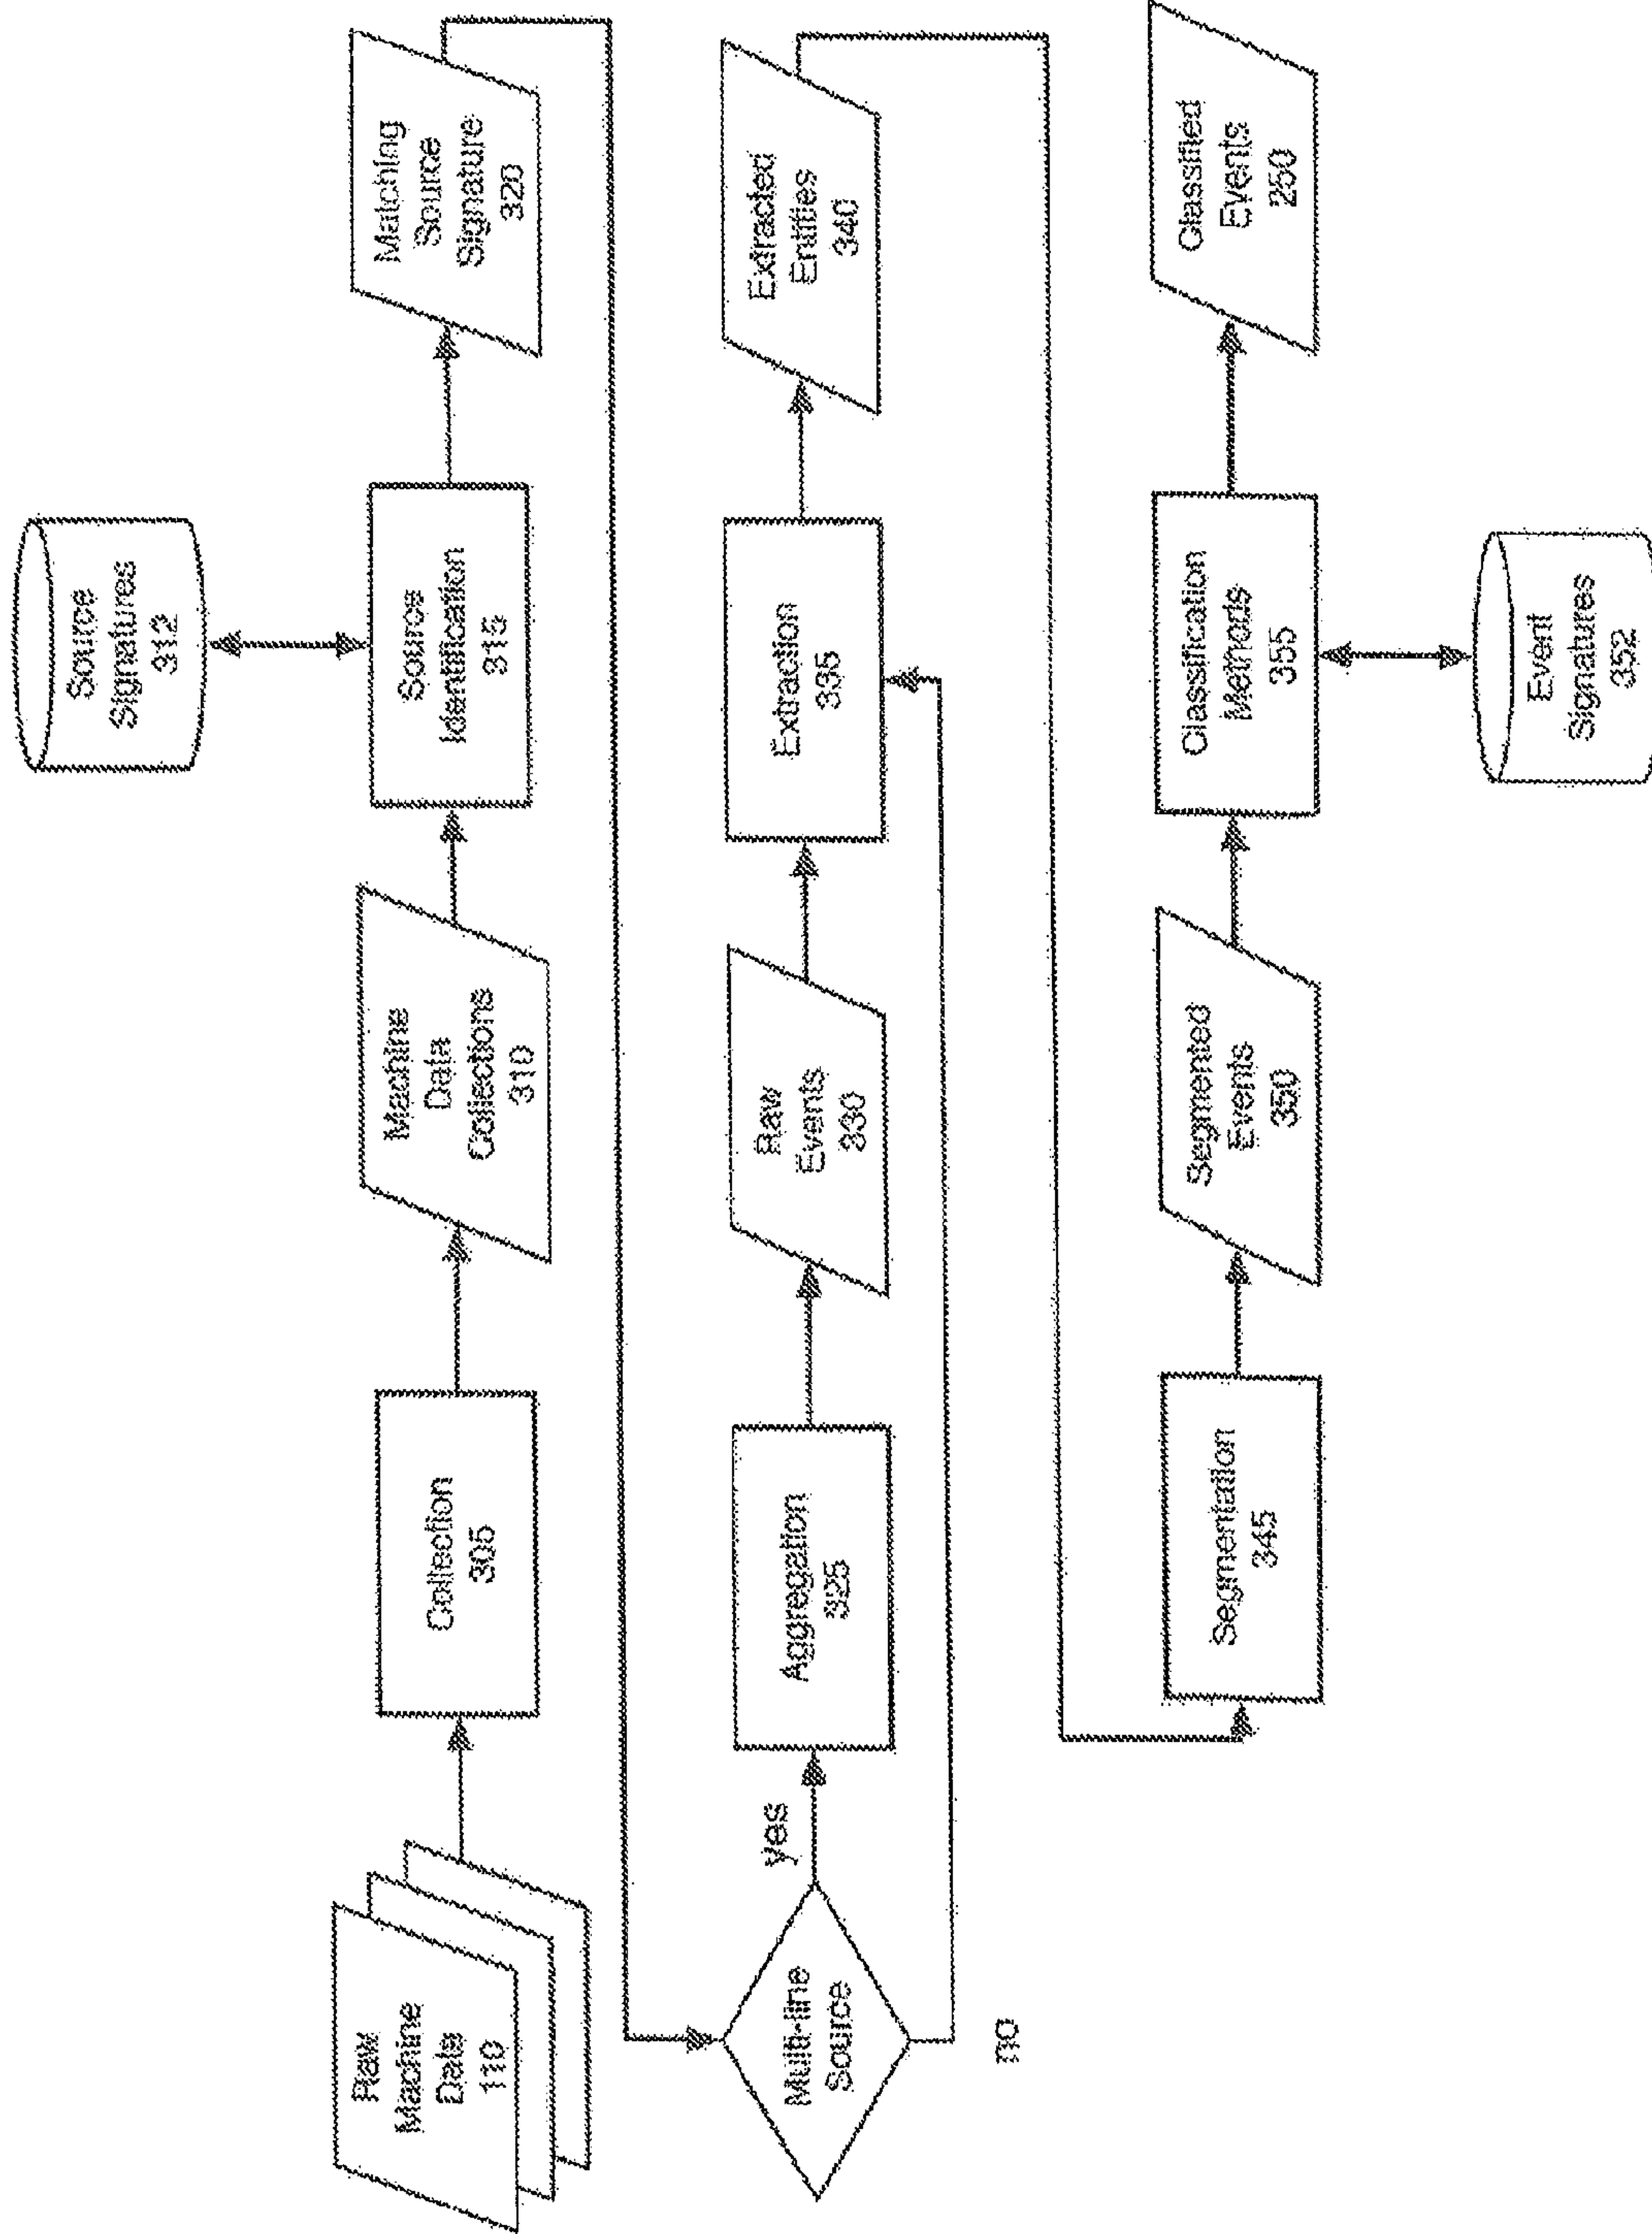 Source
Signatures
312
Raw
Machine
Data
110
Collection
305
Machine
Data
Collections
310
Source
Identification
315
Matching
Source
Signature
320
Multi-line
Source
yes
no
Aggregation
325
Raw
Events
330
Extraction
335
Extracted
Entities
340
Segmentation
345
Segmented
Events
350
Classification
Methods
355
Classified
Events
250
Event
Signatures
352